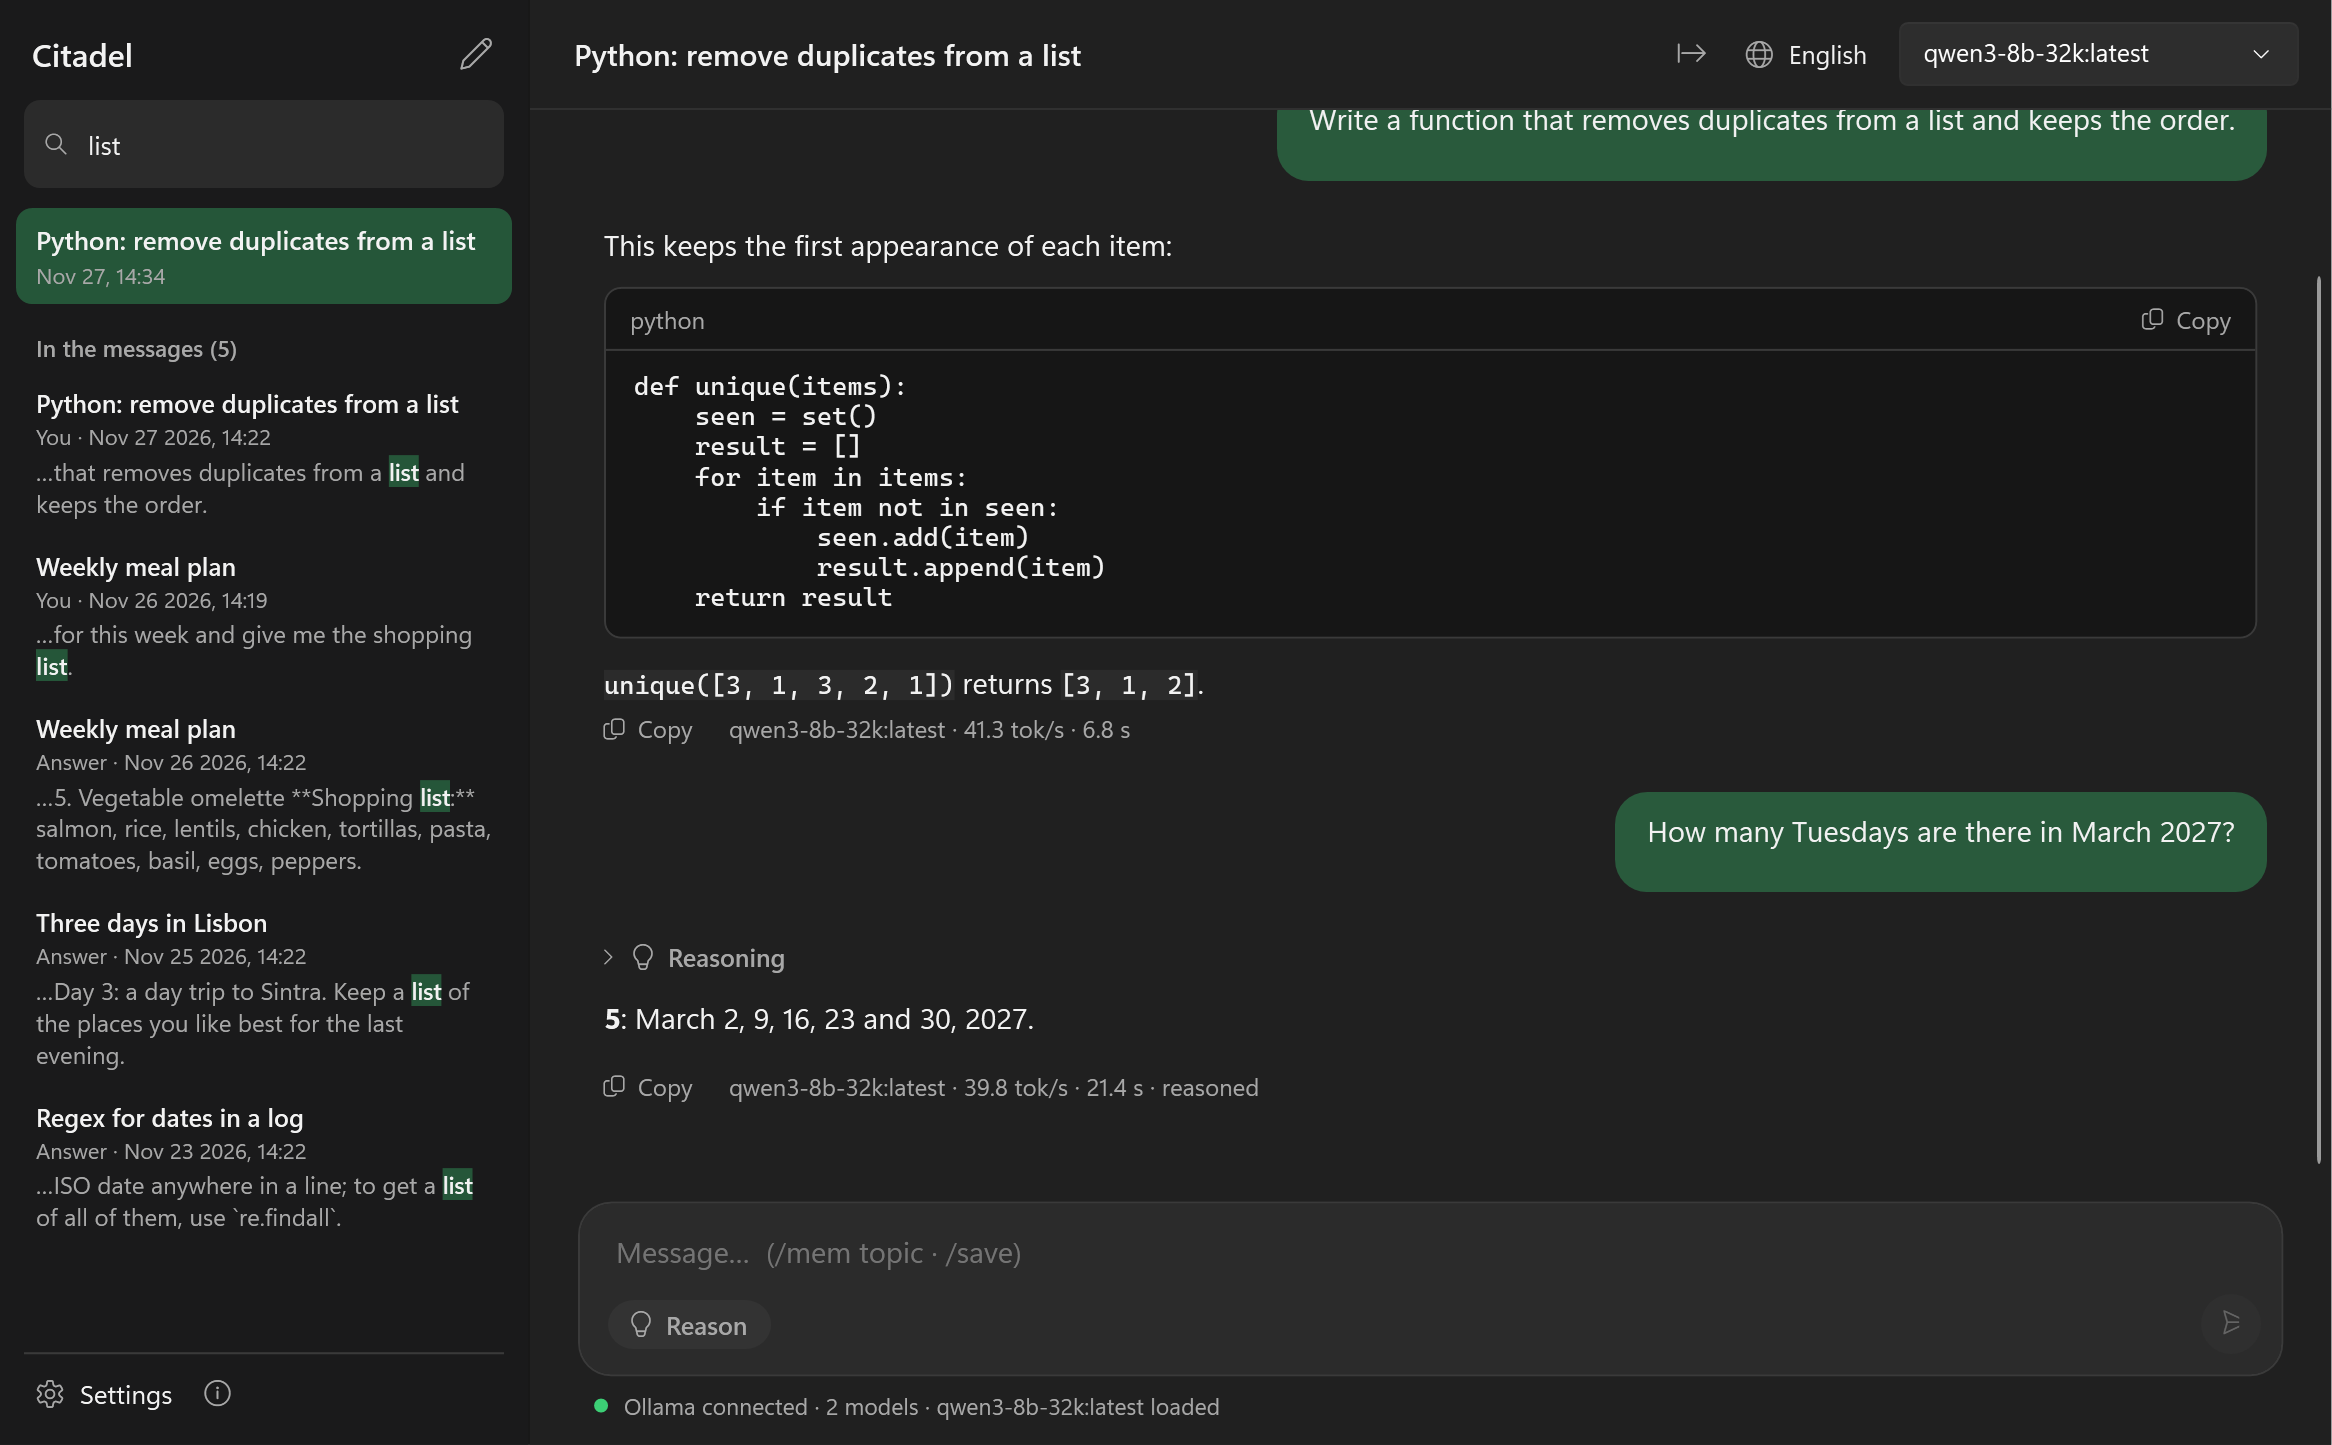 Citadel
list
Python: remove duplicates from a list
Nov 27, 14:34
In the messages (5)
Python: remove duplicates from a list
You · Nov 27 2026, 14:22
...that removes duplicates from a list and
keeps the order.
Weekly meal plan
You · Nov 26 2026, 14:19
...for this week and give me the shopping
list.
Weekly meal plan
Answer · Nov 26 2026, 14:22
...5. Vegetable omelette **Shopping list:**
salmon, rice, lentils, chicken, tortillas, pasta,
tomatoes, basil, eggs, peppers.
Three days in Lisbon
Answer · Nov 25 2026, 14:22
...Day 3: a day trip to Sintra. Keep a list of
the places you like best for the last
evening.
Regex for dates in a log
Answer · Nov 23 2026, 14:22
...ISO date anywhere in a line; to get a list
of all of them, use `re.findall`.
Settings
Python: remove duplicates from a list
English
qwen3-8b-32k:latest
Write a function that removes duplicates from a list and keeps the order.
This keeps the first appearance of each item:
python
Copy
def unique(items):
    seen = set()
    result = []
    for item in items:
        if item not in seen:
            seen.add(item)
            result.append(item)
    return result
unique([3, 1, 3, 2, 1]) returns [3, 1, 2].
Copy qwen3-8b-32k:latest · 41.3 tok/s · 6.8 s
How many Tuesdays are there in March 2027?
Reasoning
5: March 2, 9, 16, 23 and 30, 2027.
Copy qwen3-8b-32k:latest · 39.8 tok/s · 21.4 s · reasoned
Message... (/mem topic · /save)
Reason
Ollama connected · 2 models · qwen3-8b-32k:latest loaded